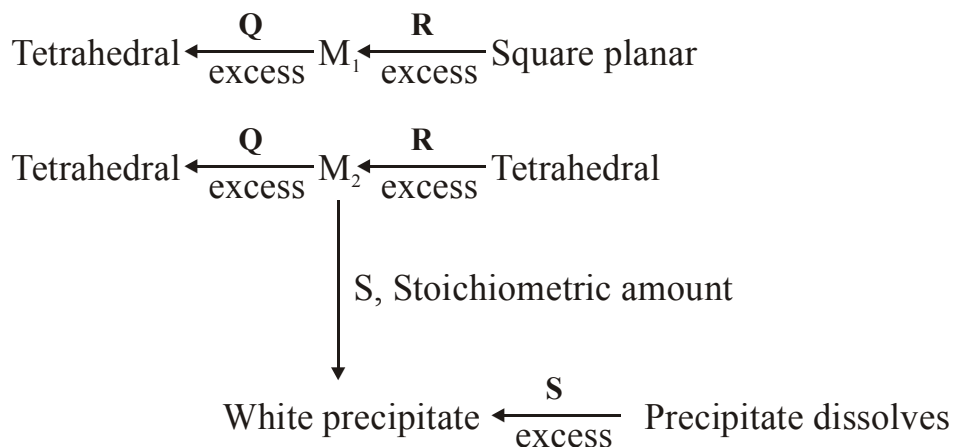 Q R
Tetrahedral M₁ Square planar
excess excess
Q R
Tetrahedral M₂ Tetrahedral
excess excess
S, Stoichiometric amount
S
White precipitate Precipitate dissolves
excess